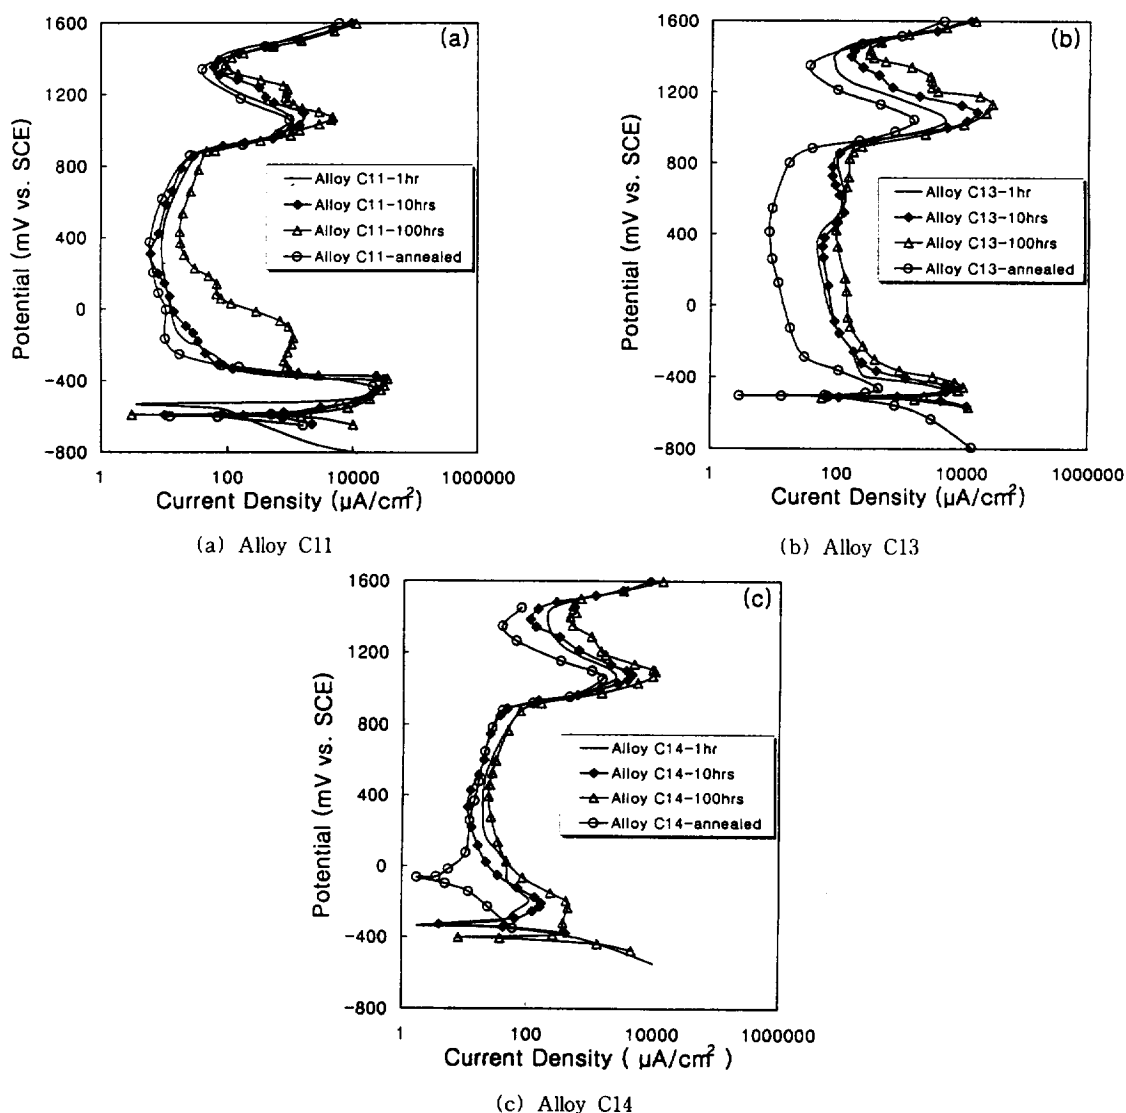 1600
1200
800
400
0
−400
−800
Potential (mV vs. SCE)
(a)
Alloy C11−1hr
Alloy C11−10hrs
Alloy C11−100hrs
Alloy C11−annealed
1 100 10000 1000000
Current Density (µA/cm²)
(a) Alloy C11
1600
1200
800
400
0
−400
−800
Potential (mV vs. SCE)
(b)
Alloy C13−1hr
Alloy C13−10hrs
Alloy C13−100hrs
Alloy C13−annealed
1 100 10000 1000000
Curent Density (µA/cm²)
(b) Alloy C13
1600
1200
800
400
0
−400
−800
Potential (mV vs. SCE)
(c)
Alloy C14−1hr
Alloy C14−10hrs
Alloy C14−100hrs
Alloy C14−annealed
1 100 10000 1000000
Current Density ( µA/cm² )
(c) Alloy C14